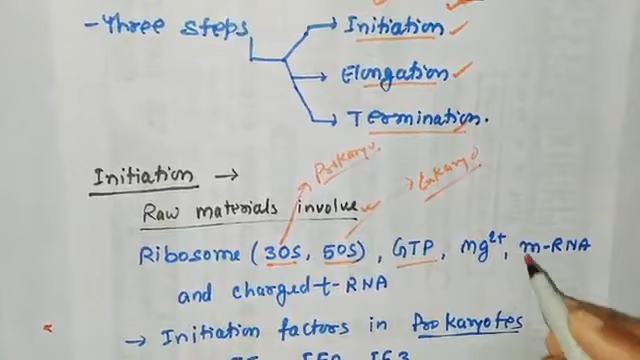 - Three steps
Initiation
Elongation
Termination.
Prokaryo
Eukaryo
Initiation →
Raw materials involve
Ribosome (30S, 50S), GTP, Mg2+, m-RNA
and charged t-RNA
→ Initiation factors in Prokaryotes